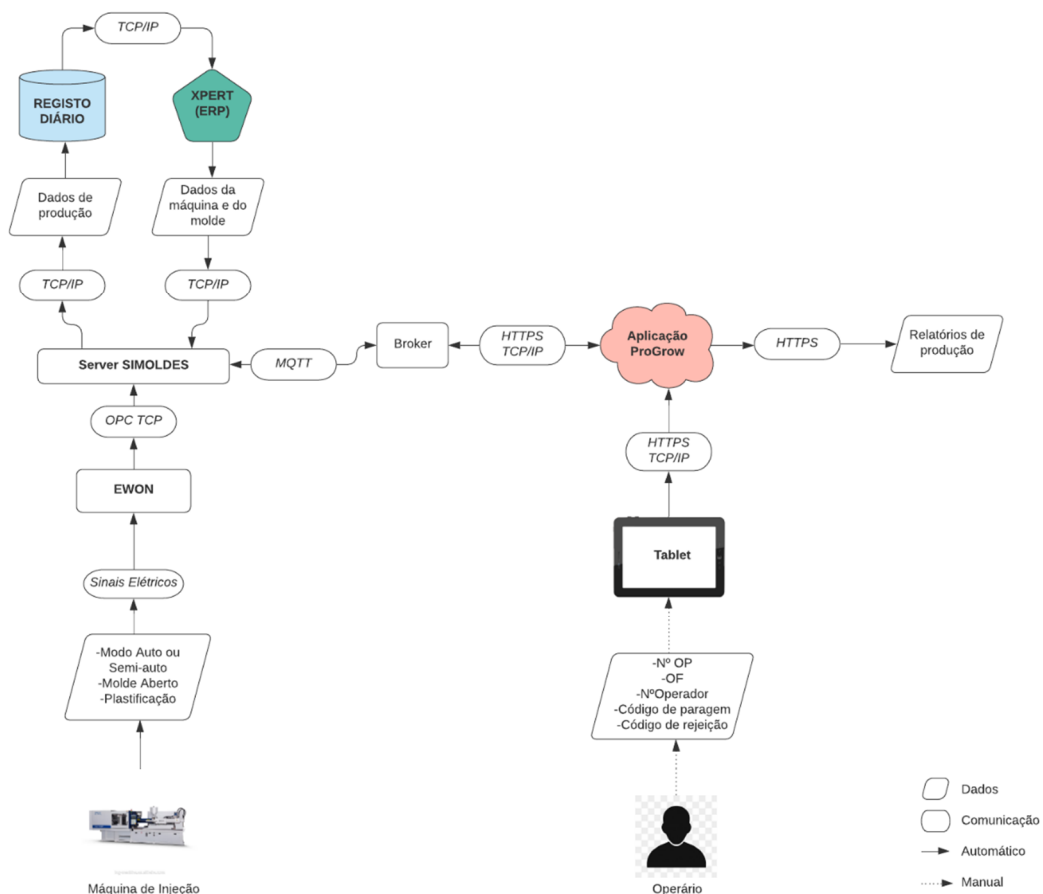 TCP/IP
REGISTO
DIÁRIO
XPERT
(ERP)
Dados de
produção
Dados da
máquina e do
molde
TCP/IP
TCP/IP
Server SIMOLDES
MQTT
Broker
HTTPS
TCP/IP
Aplicação
ProGrow
HTTPS
Relatórios de
produção
OPC TCP
EWON
HTTPS
TCP/IP
Tablet
Sinais Elétricos
-Modo Auto ou
Semi-auto
-Molde Aberto
-Plastificação
-Nº OP
-OF
-NºOperador
-Código de paragem
-Código de rejeição
Máquina de Injeção
Operário
Dados
Comunicação
Automático
Manual